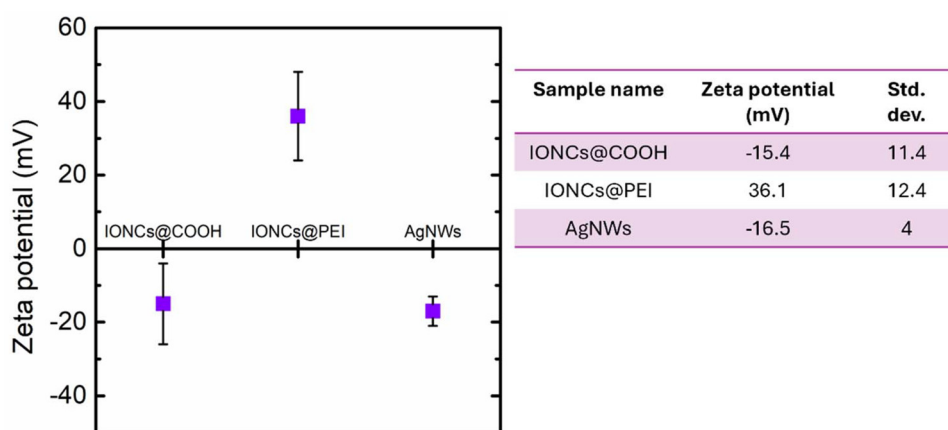 60
40
20
0
-20
-40
Zeta potential (mV)
IONCs@COOH IONCs@PEI AgNWs
Sample name Zeta potential (mV) Std. dev.
IONCs@COOH -15.4 11.4
IONCs@PEI 36.1 12.4
AgNWs -16.5 4